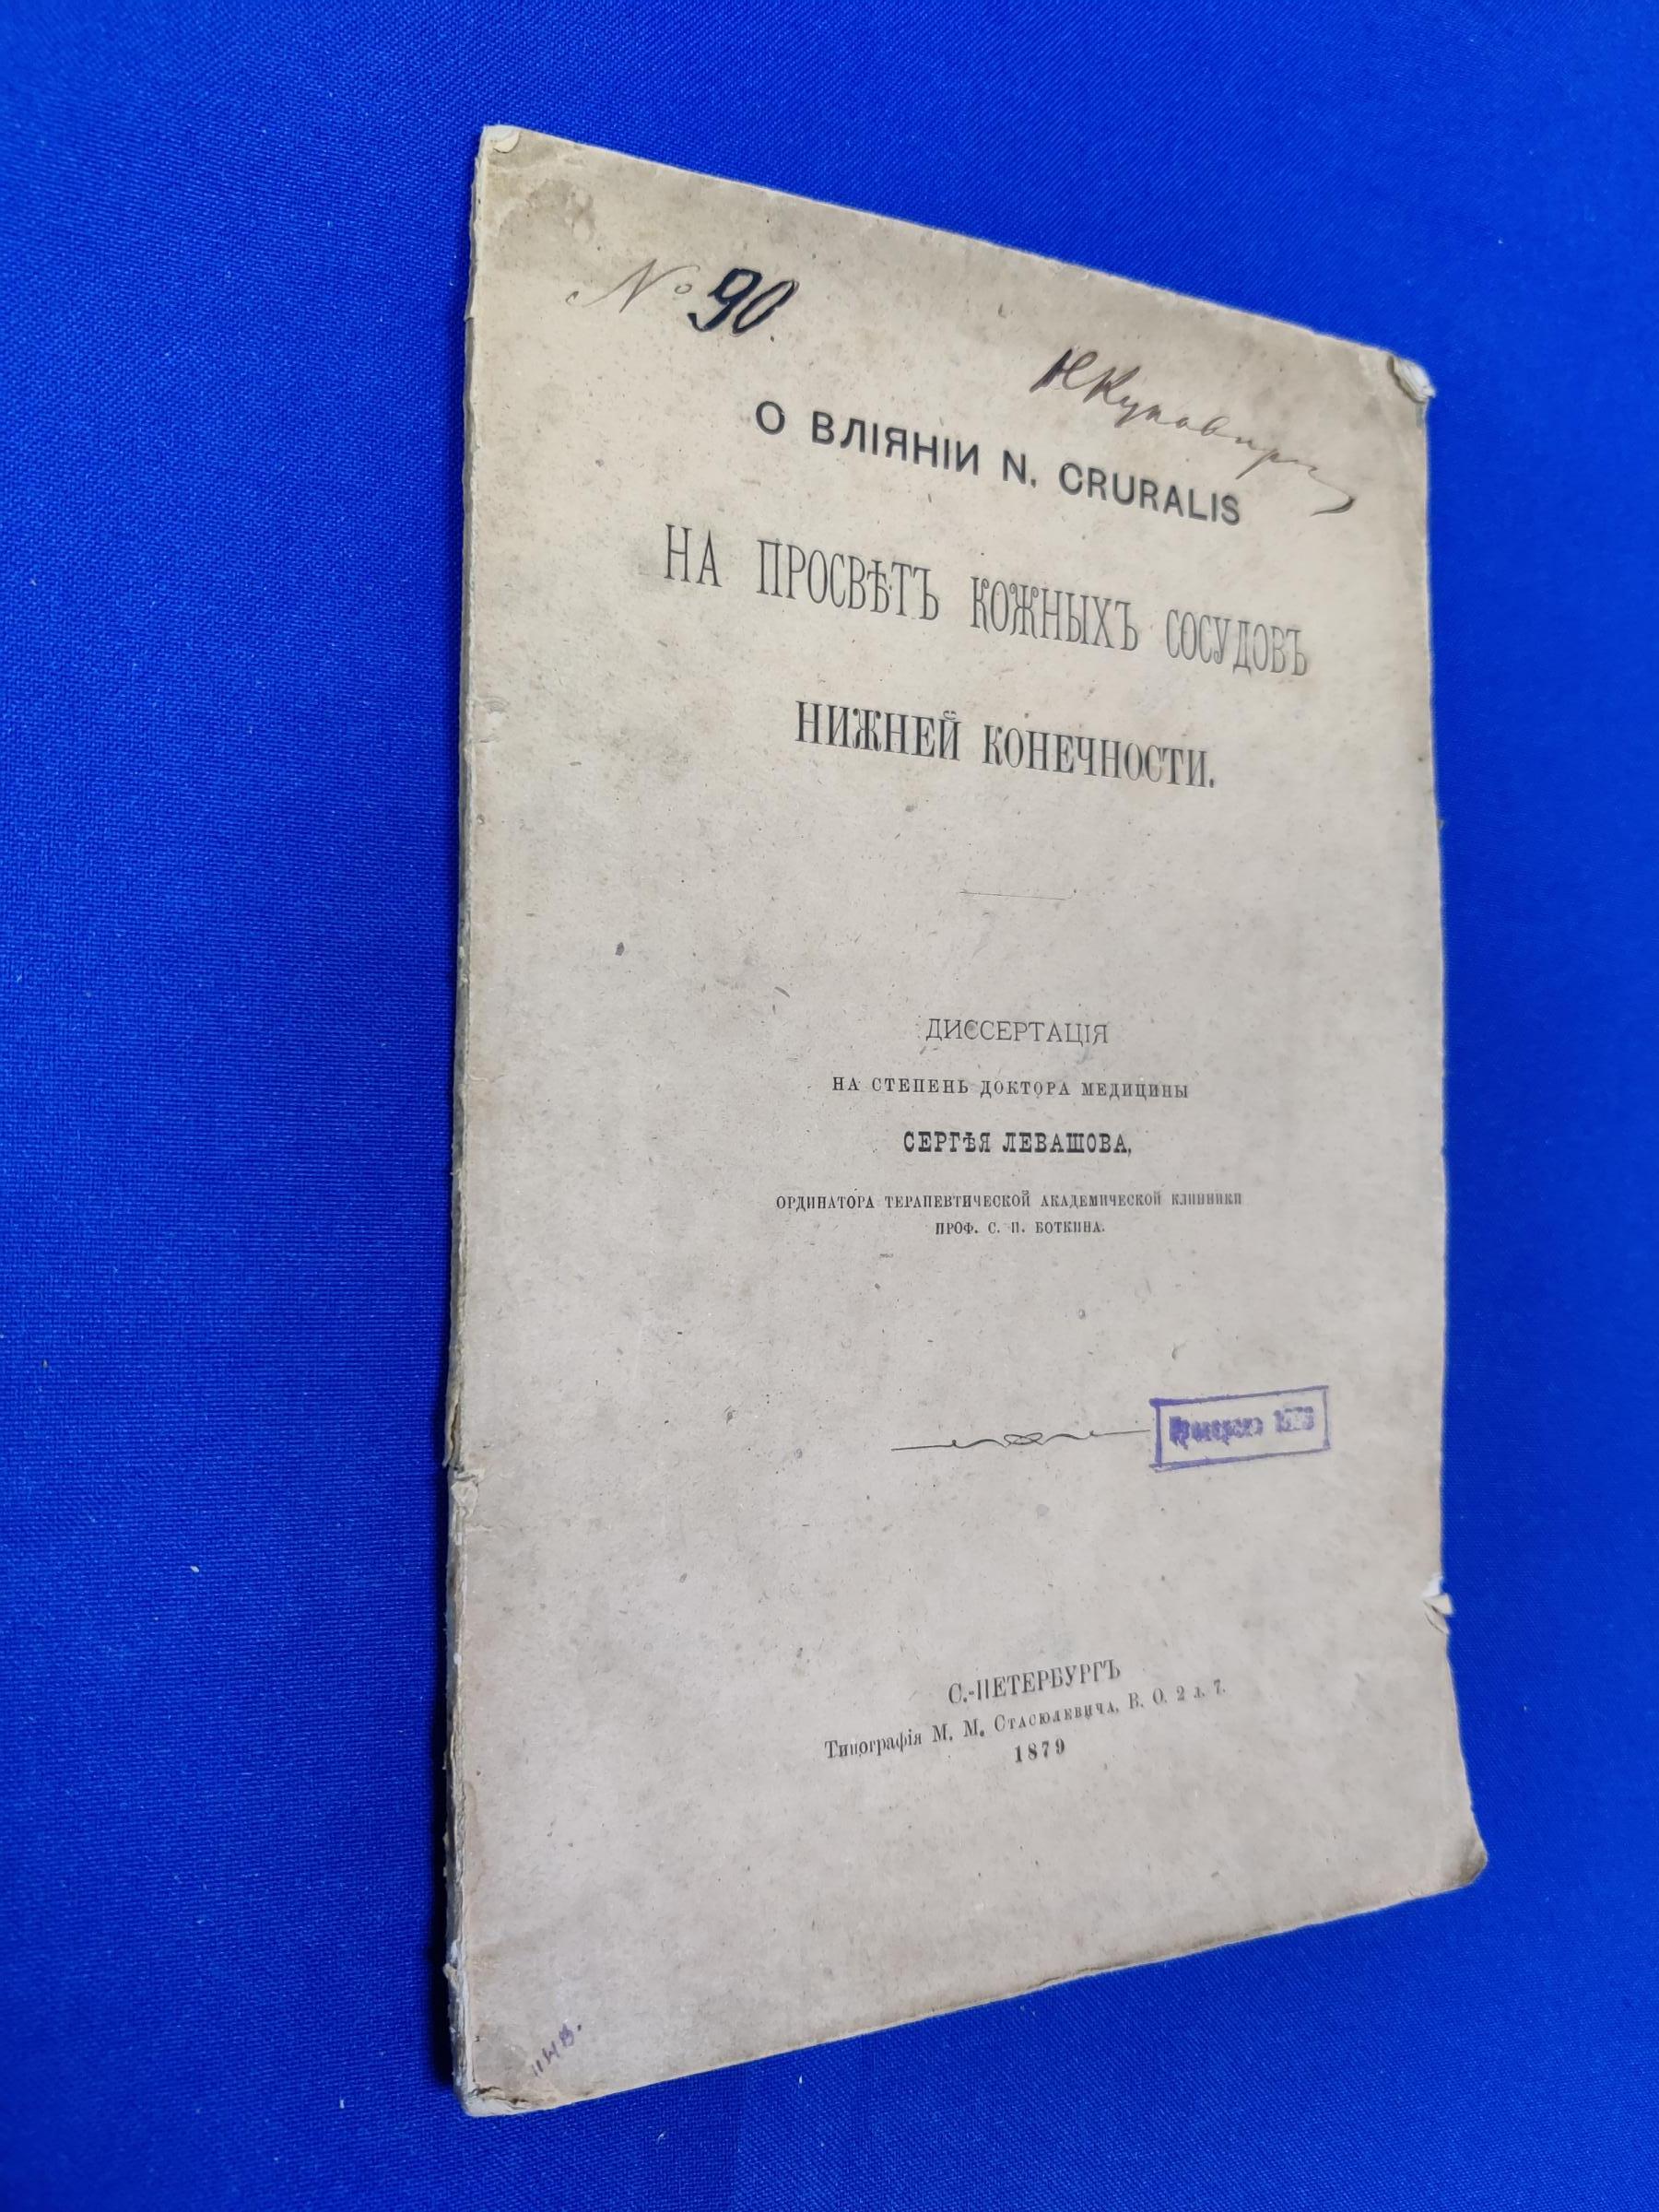 № 90.
О ВЛІЯНІИ N. CRURALIS
НА ПРОСВѢТЪ КОЖНЫХЪ СОСУДОВЪ
НИЖНЕЙ КОНЕЧНОСТИ.
ДИССЕРТАЦІЯ
НА СТЕПЕНЬ ДОКТОРА МЕДИЦИНЫ
СЕРГѢЯ ЛЕВАШОВА,
ОРДИНАТОРА ТЕРАПЕВТИЧЕСКОЙ АКАДЕМИЧЕСКОЙ КЛИНИКИ
ПРОФ. С. П. БОТКИНА.
С.-ПЕТЕРБУРГЪ
Типографія М. М. Стасюлевича, В. О. 2 л. 7.
1879